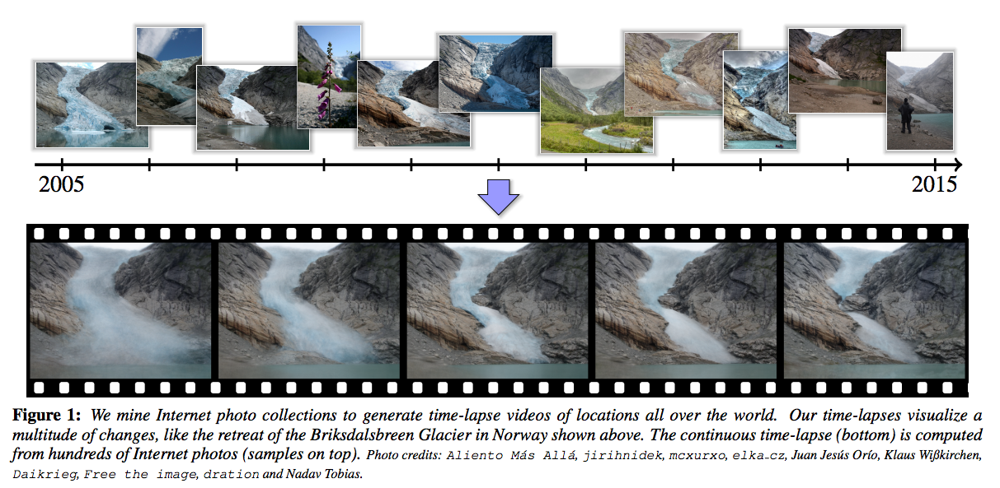 2005
2015
Figure 1: We mine Internet photo collections to generate time-lapse videos of locations all over the world. Our time-lapses visualize a
multitude of changes, like the retreat of the Briksdalsbreen Glacier in Norway shown above. The continuous time-lapse (bottom) is computed
from hundreds of Internet photos (samples on top). Photo credits: Aliento Más Allá, jirihnidek, mcxurxo, elka_cz, Juan Jesús Orío, Klaus Wißkirchen,
Daikrieg, Free the image, dration and Nadav Tobias.